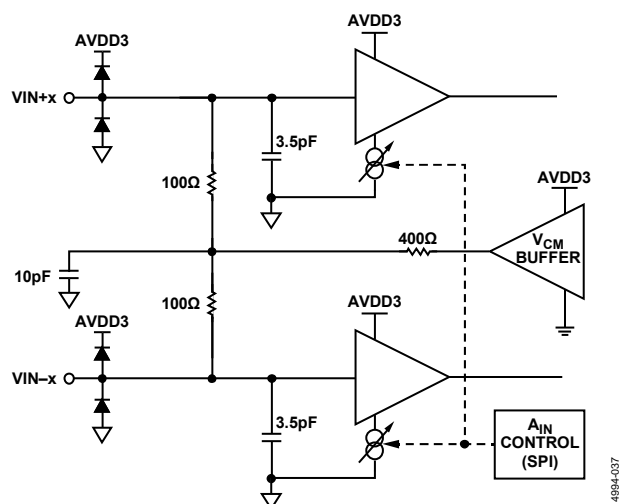 AVDD3
VIN+x
3.5pF
100Ω
AVDD3
400Ω
AVDD3
VCM
BUFFER
10pF
100Ω
AVDD3
AVDD3
VIN–x
3.5pF
AIN
CONTROL
(SPI)
4994-037